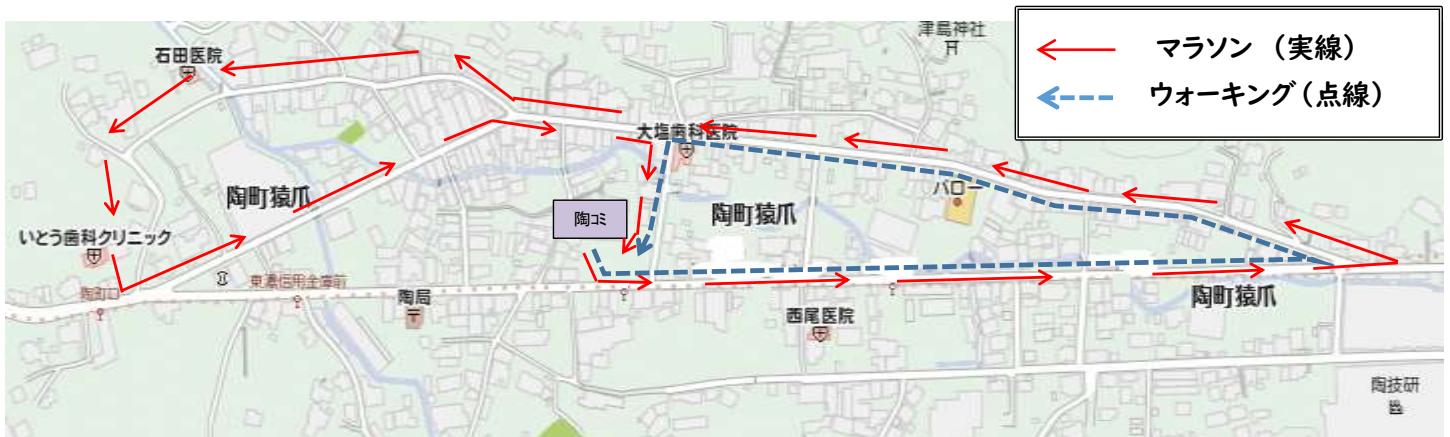 津島神社
マラソン (実線)
ウォーキング(点線)
石田医院
大塩歯科医院
バロー
陶町猿爪
陶コミ
陶町猿爪
いとう歯科クリニック
陶町口
東濃信用金庫前
陶局
西尾医院
陶町猿爪
陶技研